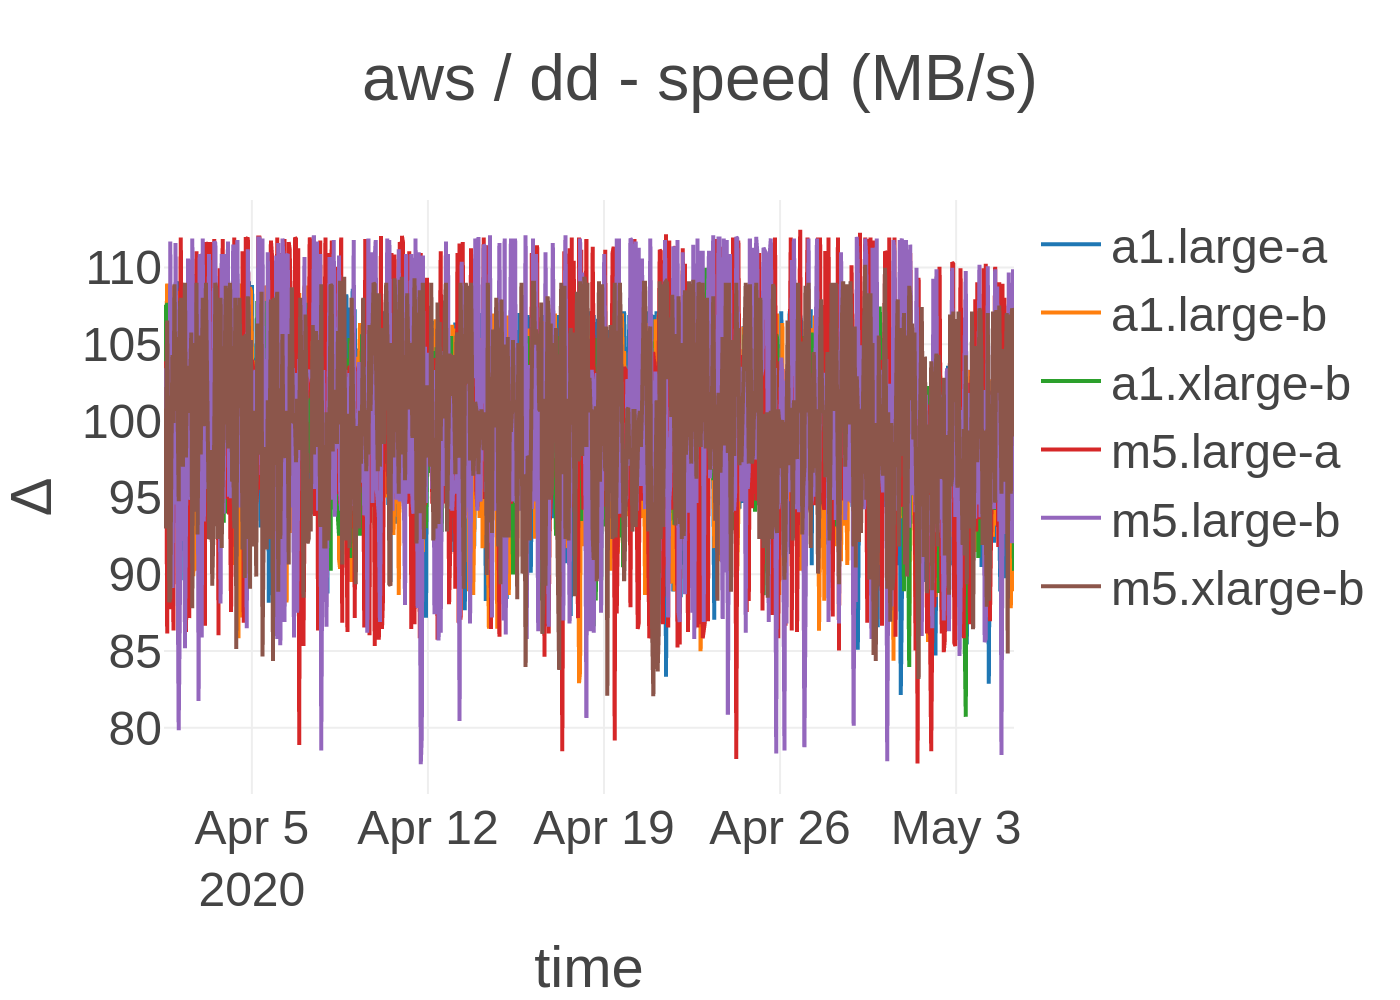 aws / dd - speed (MB/s)
110
105
100
95
90
85
80
Δ
Apr 5
2020
Apr 12
Apr 19
Apr 26
May 3
time
a1.large-a
a1.large-b
a1.xlarge-b
m5.large-a
m5.large-b
m5.xlarge-b